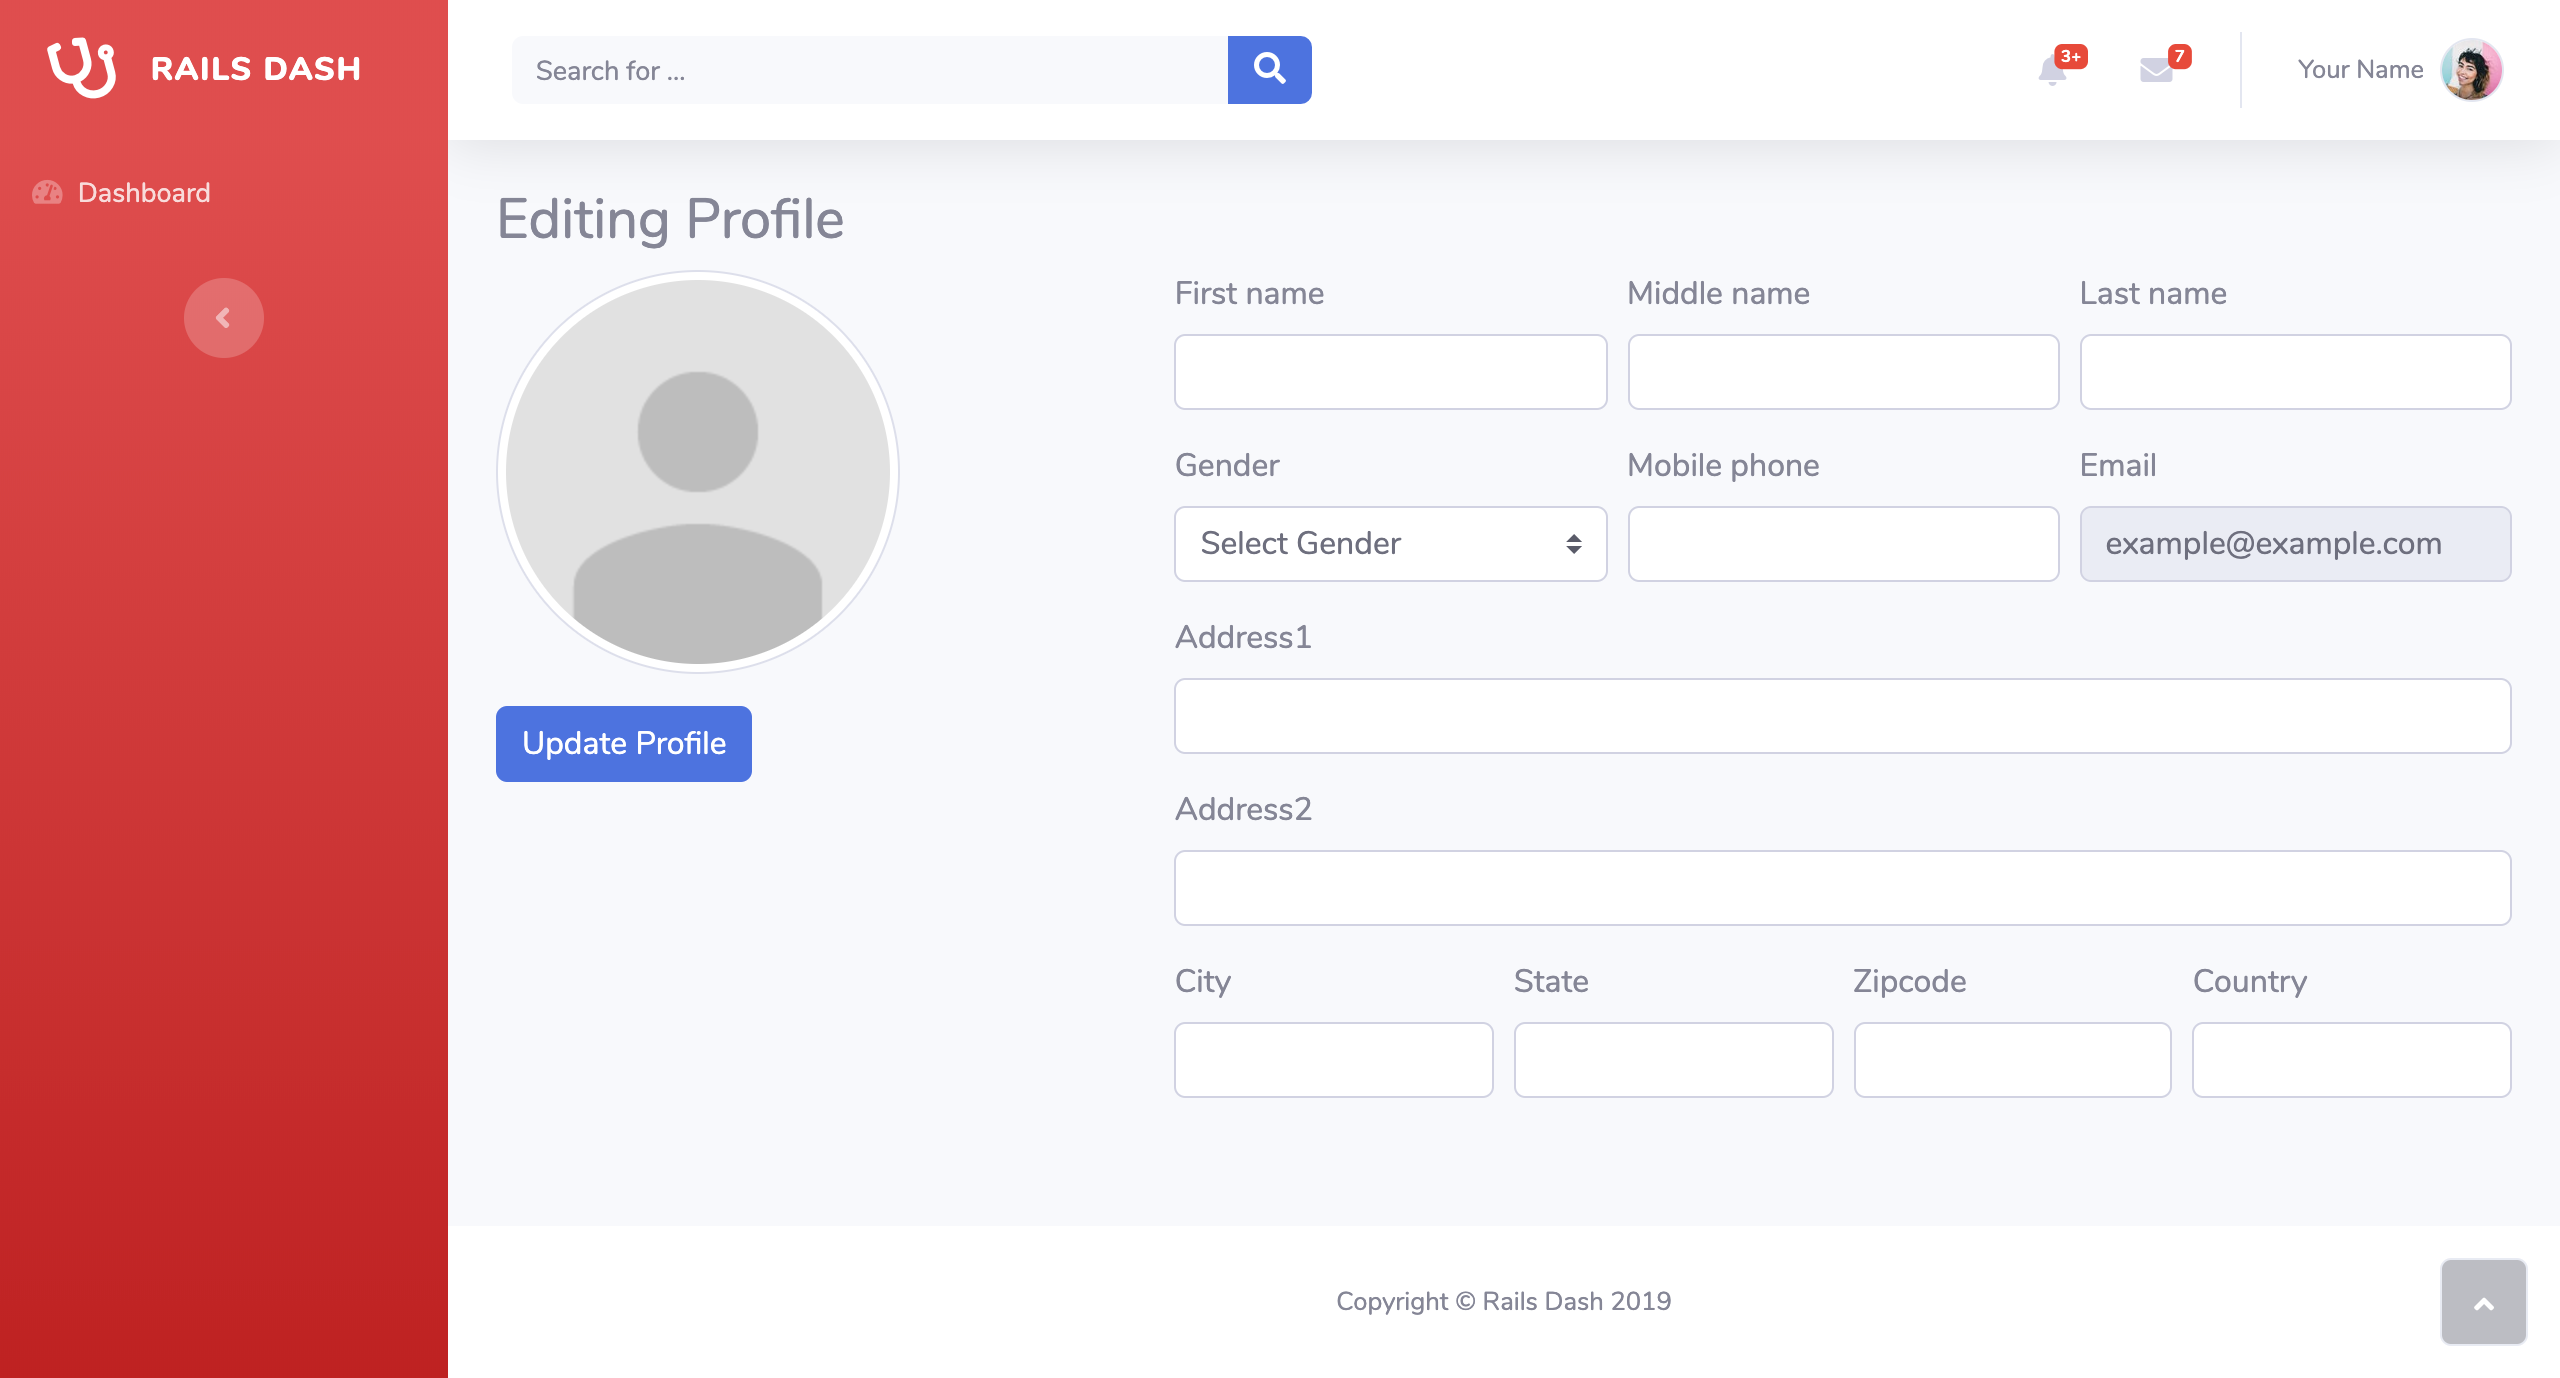 RAILS DASH
Search for ...
3+
7
Your Name
Dashboard
Editing Profile
First name
Middle name
Last name
Gender
Mobile phone
Email
Select Gender
example@example.com
Address1
Update Profile
Address2
City
State
Zipcode
Country
Copyright © Rails Dash 2019